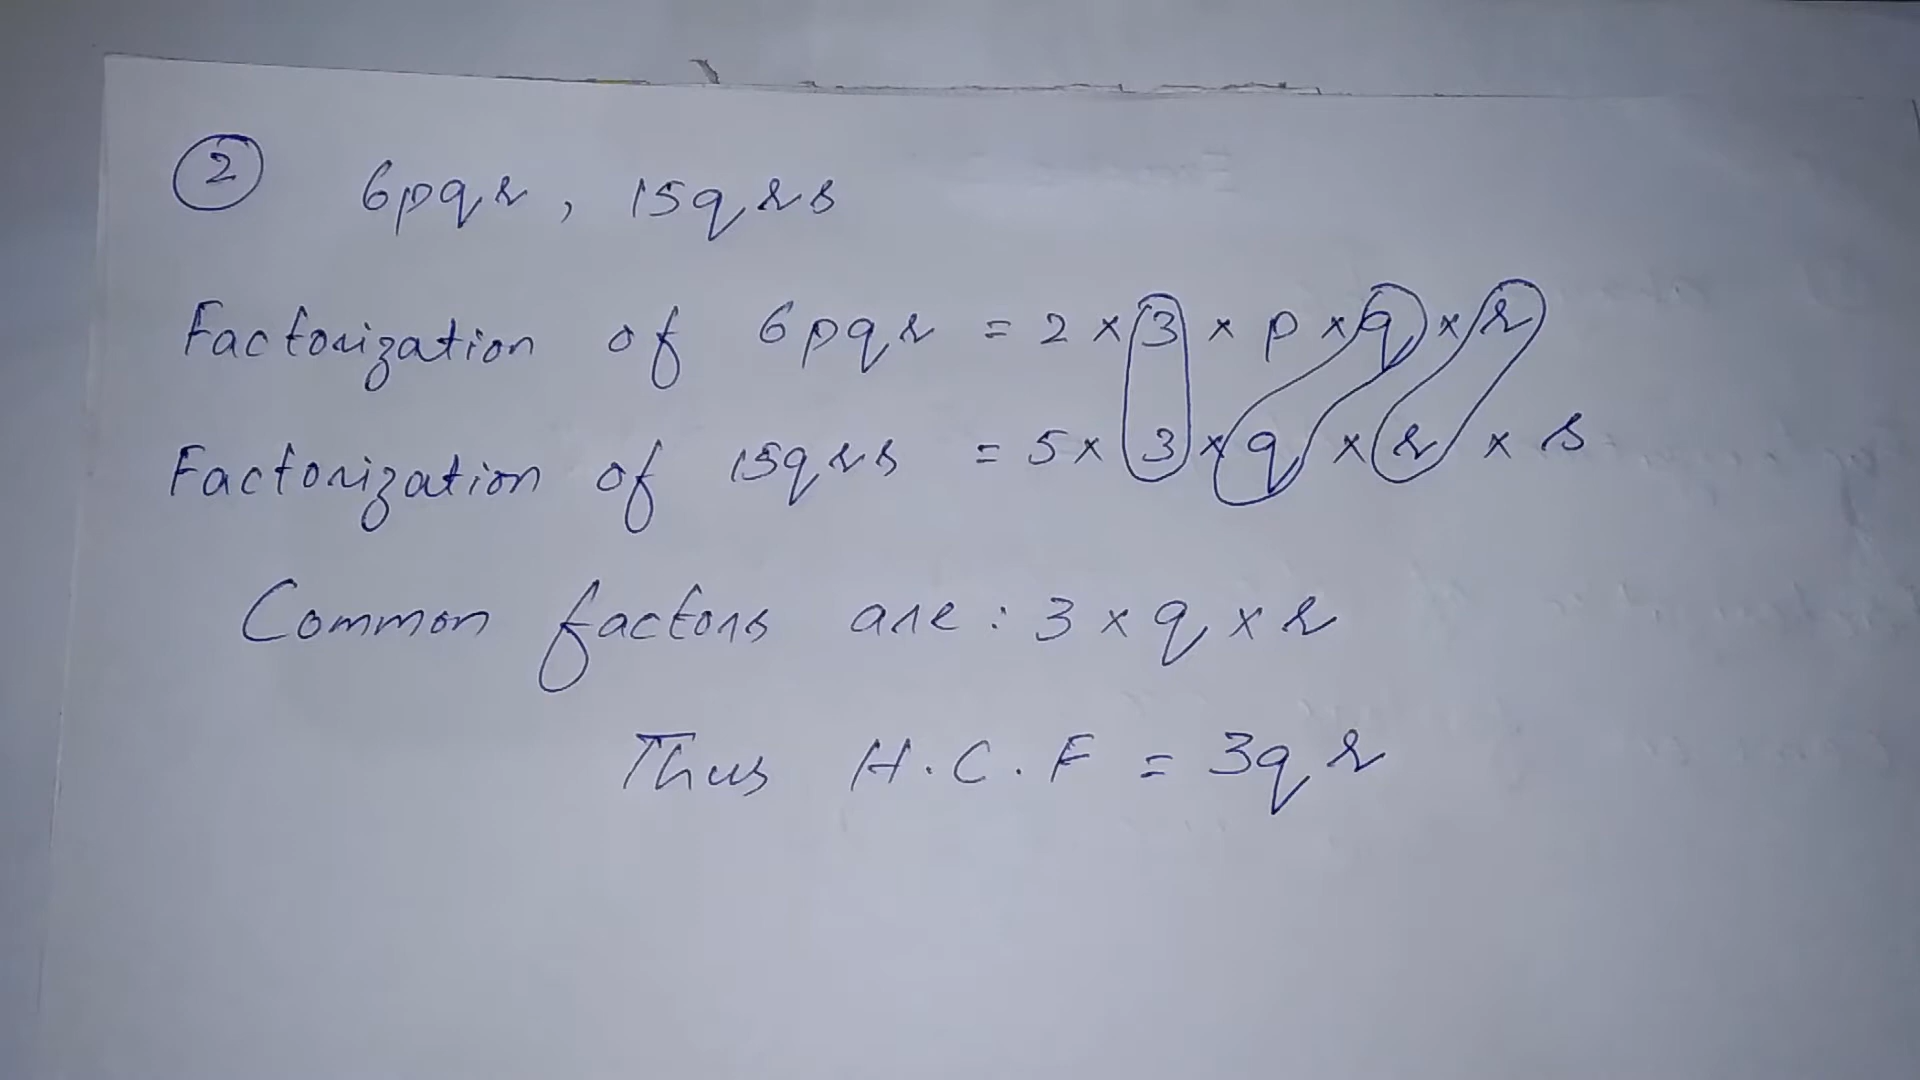 ② 6pqr, 15qrs
Factorization of 6pqr = 2 × 3 × p × q × r
Factorization of 15qrs = 5 × 3 × q × r × s
Common factors are : 3 × q × r
Thus H.C.F = 3qr